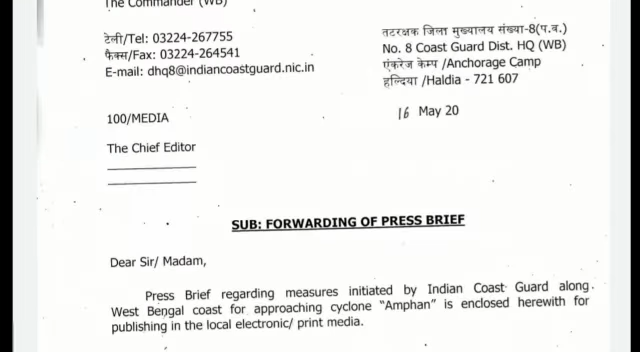 The Commander (WB)
टेली/Tel: 03224-267755
फैक्स/Fax: 03224-264541
E-mail: dhq8@indiancoastguard.nic.in
तटरक्षक जिला मुख्यालय संख्या-8(प.ब.)
No. 8 Coast Guard Dist. HQ (WB)
एंकरेज केम्प /Anchorage Camp
हल्दिया /Haldia - 721 607
16 May 20
100/MEDIA
The Chief Editor
SUB: FORWARDING OF PRESS BRIEF
Dear Sir/ Madam,
Press Brief regarding measures initiated by Indian Coast Guard along
West Bengal coast for approaching cyclone "Amphan" is enclosed herewith for
publishing in the local electronic/ print media.